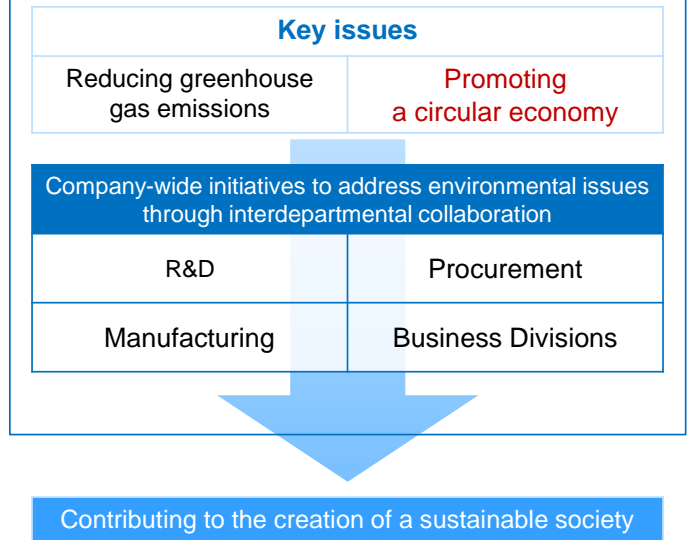 Key issues
Reducing greenhouse
gas emissions
Promoting
a circular economy
Company-wide initiatives to address environmental issues
through interdepartmental collaboration
R&D
Procurement
Manufacturing
Business Divisions
Contributing to the creation of a sustainable society